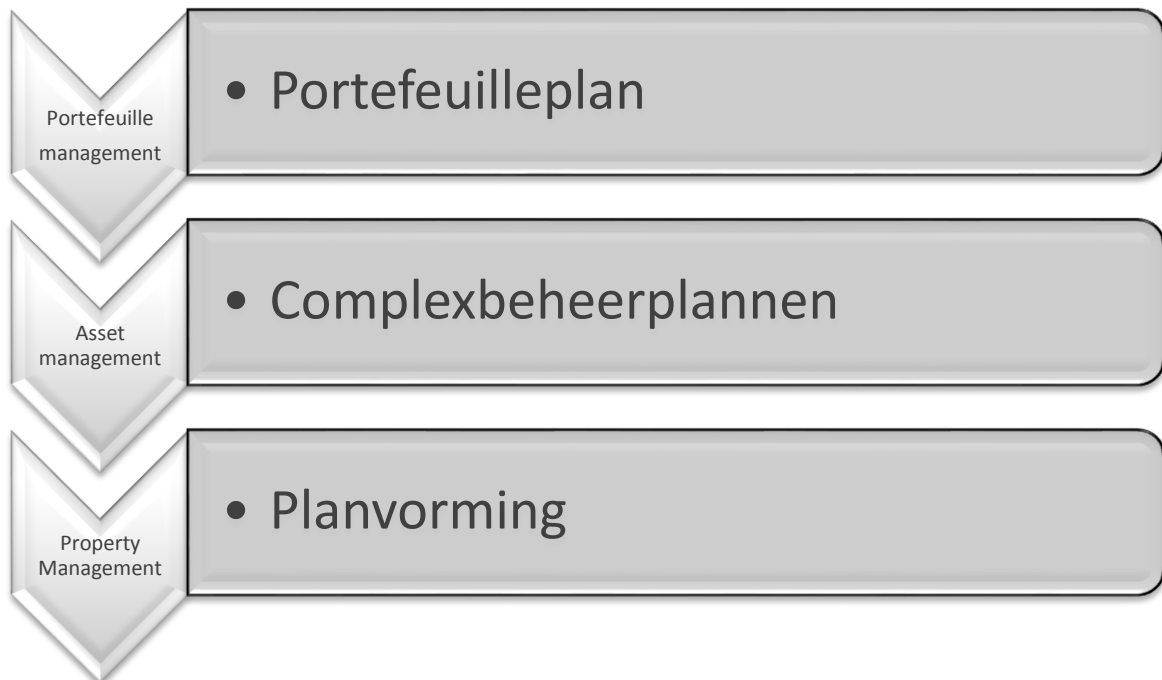 Portefeuille
management
• Portefeuilleplan
Asset
management
• Complexbeheerplannen
Property
Management
• Planvorming